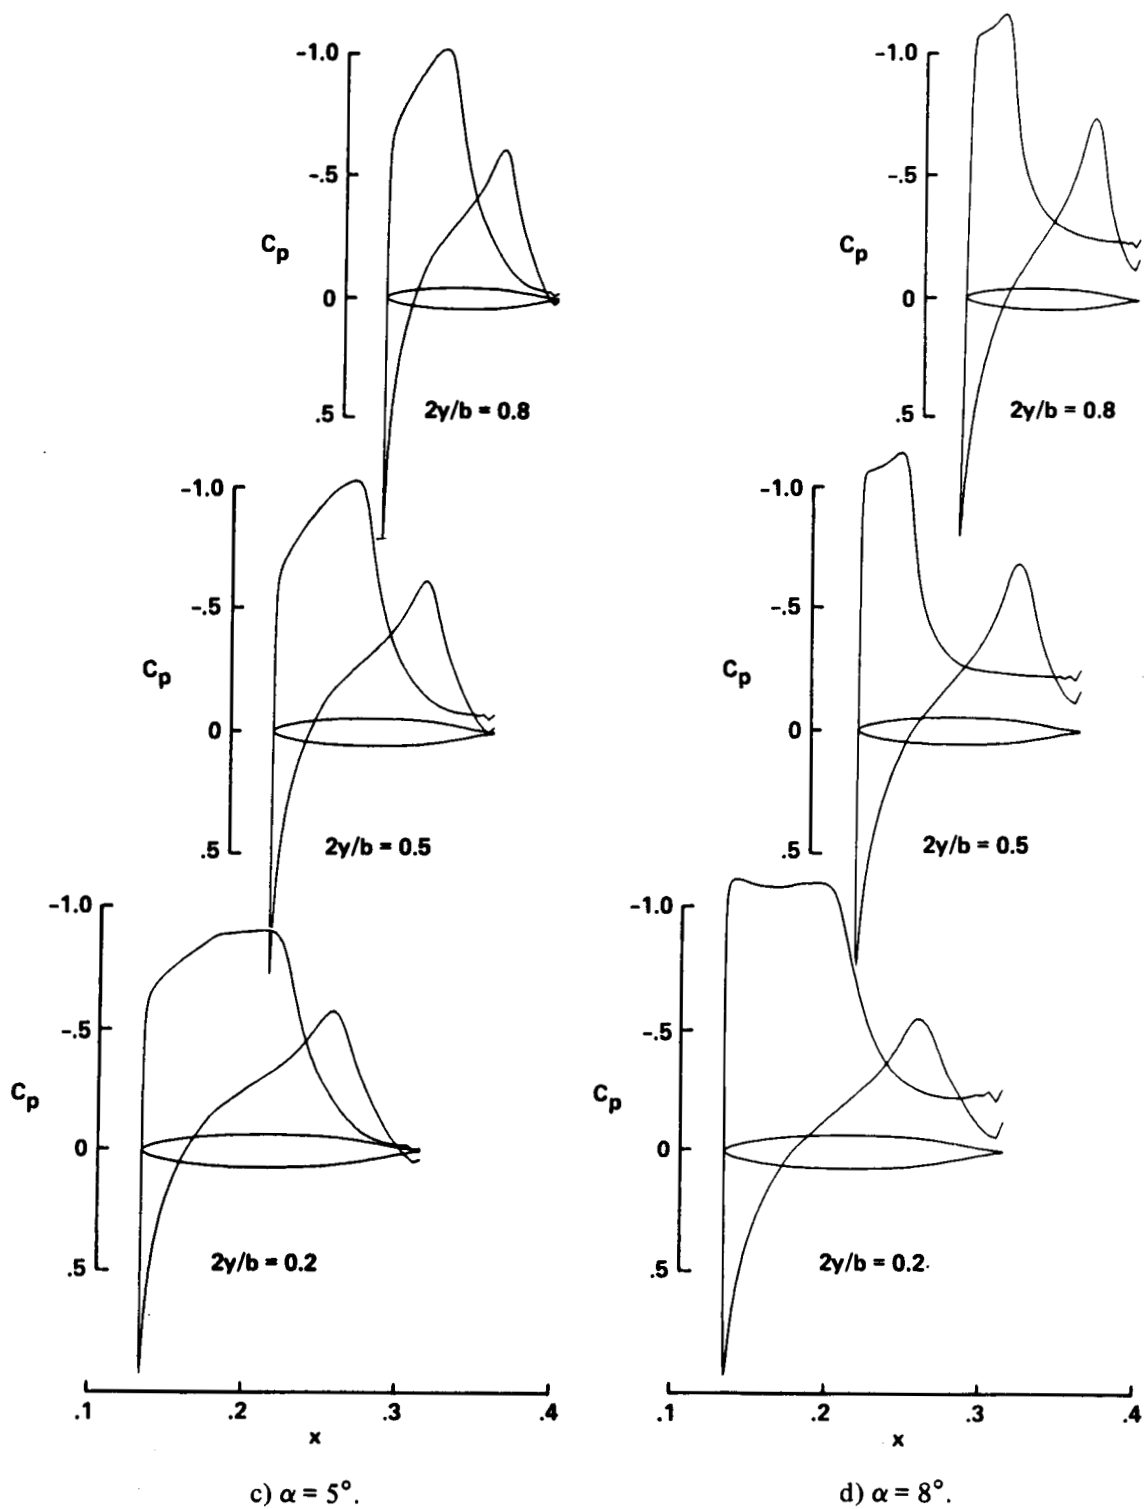 -1.0
-.5
Cp
0
.5
2y/b = 0.8
-1.0
-.5
Cp
0
.5
2y/b = 0.5
-1.0
-.5
Cp
0
.5
2y/b = 0.2
.1 .2 .3 .4
x
c) α = 5°.
-1.0
-.5
Cp
0
.5
2y/b = 0.8
-1.0
-.5
Cp
0
.5
2y/b = 0.5
-1.0
-.5
Cp
0
.5
2y/b = 0.2
.1 .2 .3 .4
x
d) α = 8°.